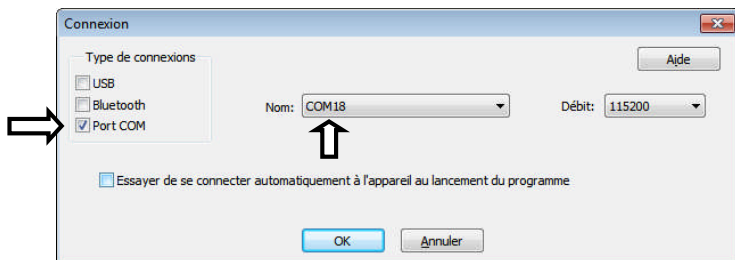 Connexion
Type de connexions
Aide
USB
Bluetooth
Nom: COM18
Débit: 115200
Port COM
Essayer de se connecter automatiquement à l'appareil au lancement du programme
OK
Annuler